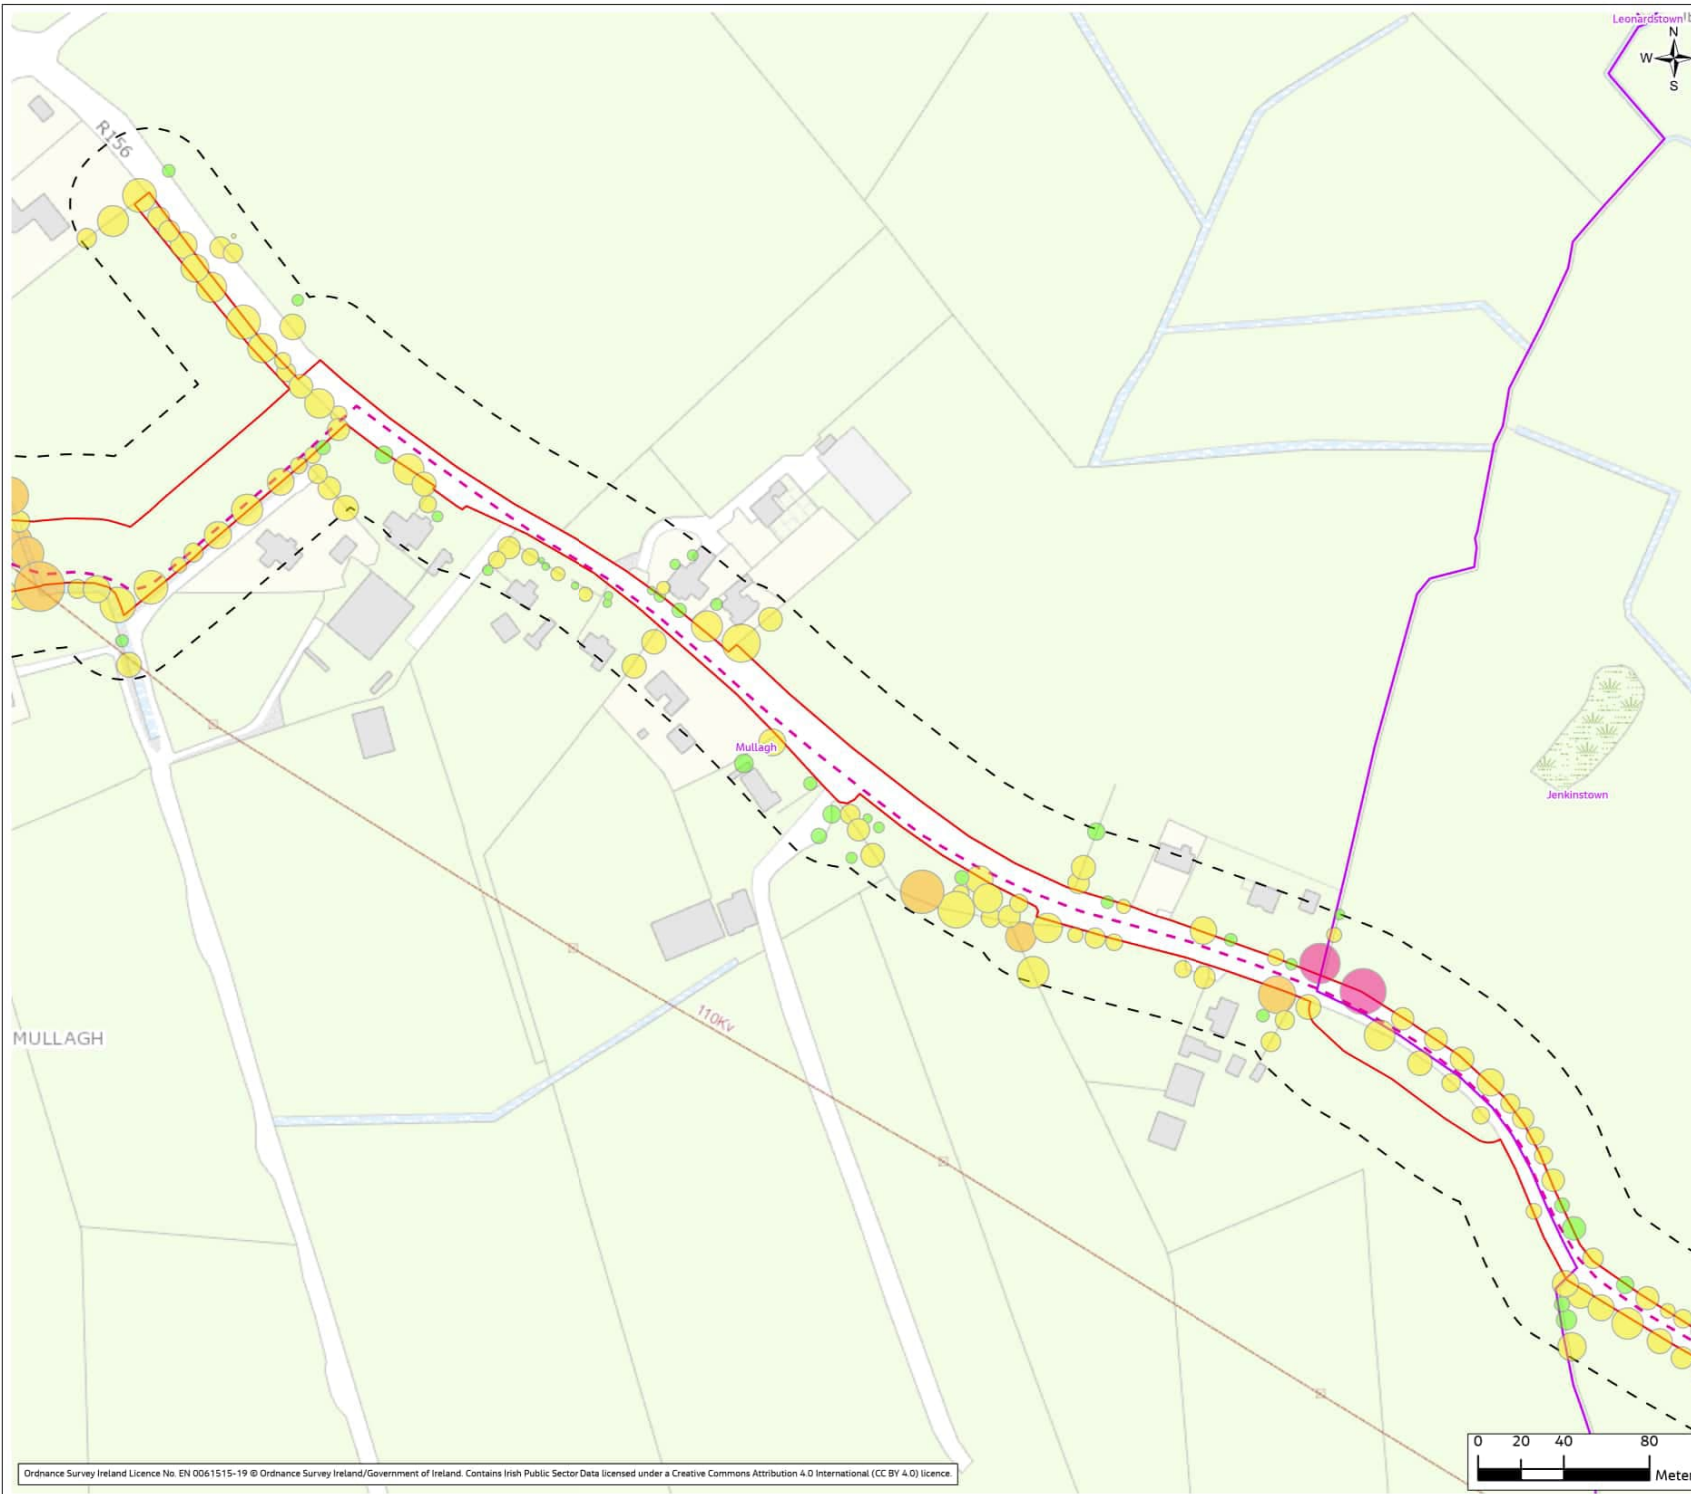 Leonardstown
N
W
S
R156
Mullagh
Jenkinstown
MULLAGH
110Kv
0 20 40 80
Meter
Ordnance Survey Ireland Licence No. EN 0061515-19 © Ordnance Survey Ireland/Government of Ireland. Contains Irish Public Sector Data licensed under a Creative Commons Attribution 4.0 International (CC BY 4.0) licence.